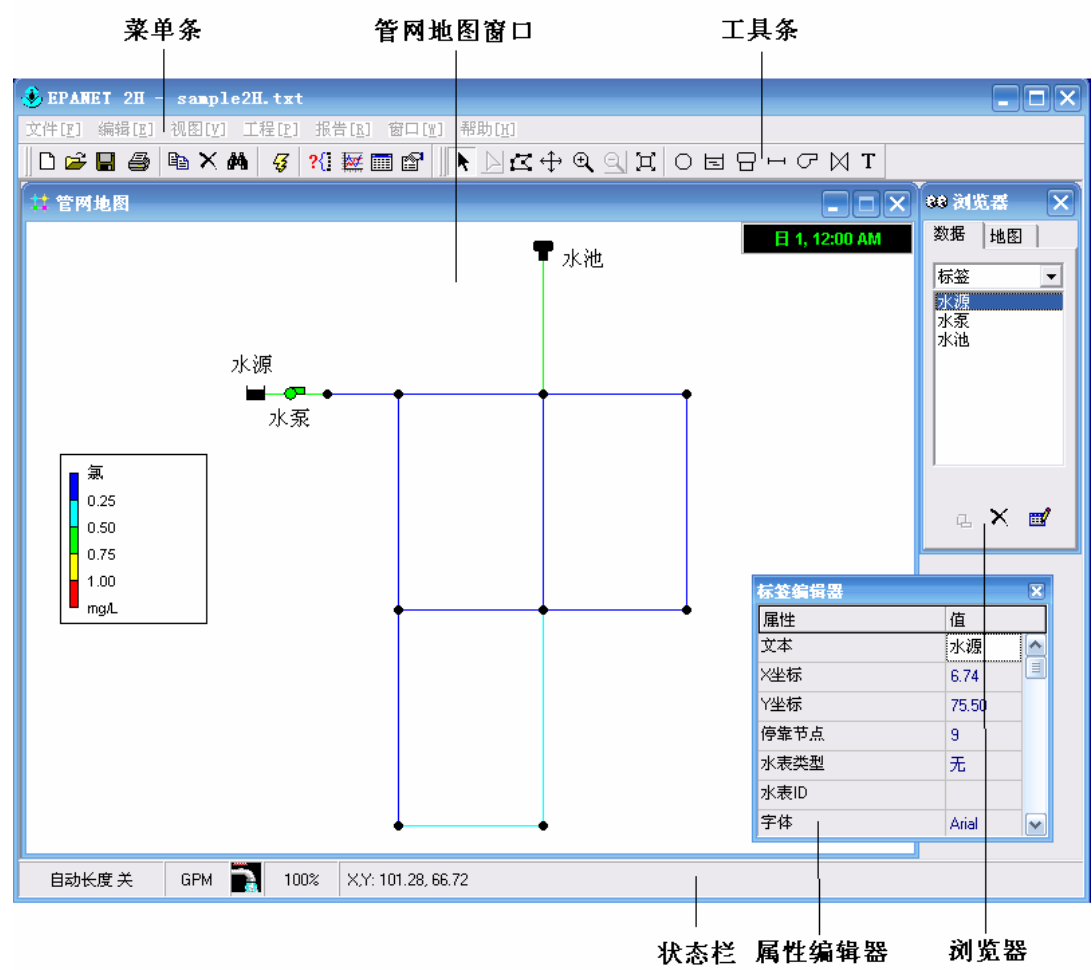 菜单条 管网地图窗口 工具条
EPANET 2H - sample2H.txt
文件[F] 编辑[E] 视图[V] 工程[P] 报告[R] 窗口[W] 帮助[H]
T
管网地图
浏览器
日 1, 12:00 AM
数据 地图
水池
标签
水源
水泵
水池
水源
水泵
氯
0.25
0.50
0.75
1.00
mg/L
标签编辑器
属性 值
文本 水源
X坐标 6.74
Y坐标 75.50
停靠节点 9
水表类型 无
水表ID
字体 Arial
自动长度 关 GPM 100% X,Y: 101.28, 66.72
状态栏 属性编辑器 浏览器